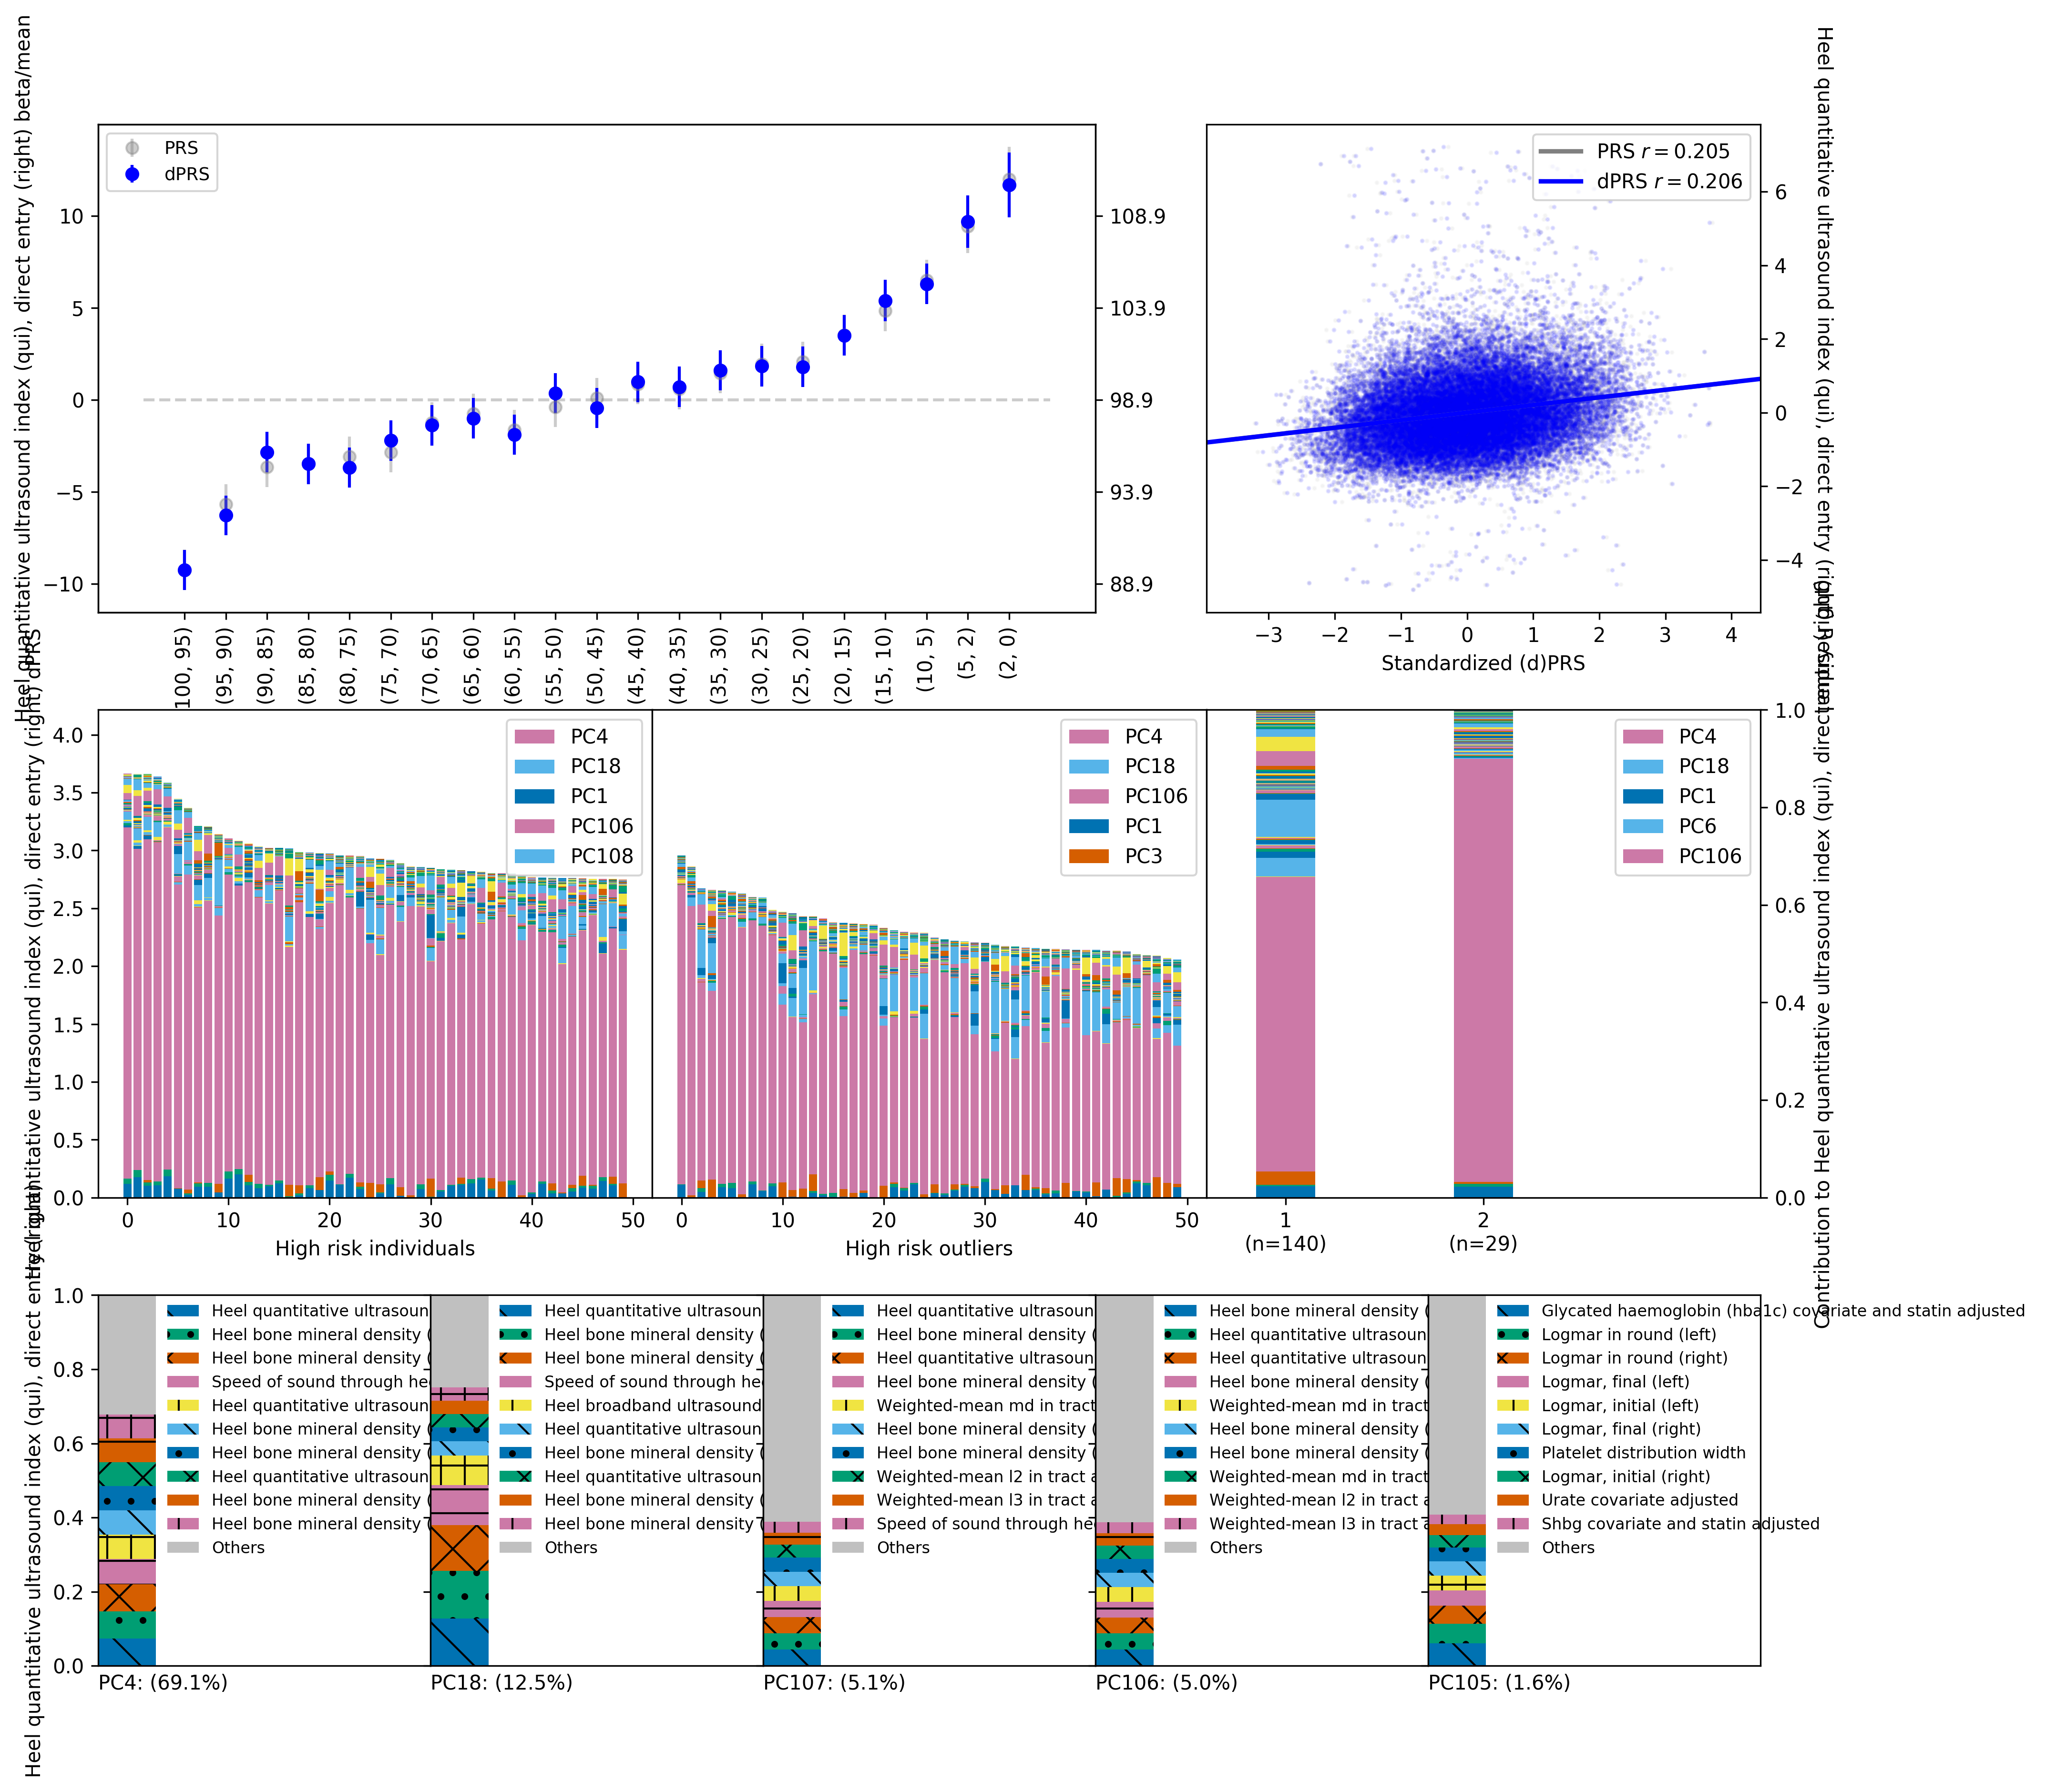 Heel quantitative ultrasound index (qui), direct entry (right) beta/mean
PRS
dPRS
10
5
0
−5
−10
108.9
103.9
98.9
93.9
88.9
100, 95)
(95, 90)
(90, 85)
(85, 80)
(80, 75)
(75, 70)
(70, 65)
(65, 60)
(60, 55)
(55, 50)
(50, 45)
(45, 40)
(40, 35)
(35, 30)
(30, 25)
(25, 20)
(20, 15)
(15, 10)
(10, 5)
(5, 2)
(2, 0)
PRS r = 0.205
dPRS r = 0.206
6
4
2
0
−2
−4
−3
−2
−1
0
1
2
3
4
Standardized (d)PRS
Heel quantitative ultrasound index (qui), direct entry (right) Residual
Heel quantitative ultrasound index (qui), direct entry (right) dPRS
4.0
3.5
3.0
2.5
2.0
1.5
1.0
0.5
0.0
PC4
PC18
PC1
PC106
PC108
0
10
20
30
40
50
High risk individuals
PC4
PC18
PC106
PC1
PC3
0
10
20
30
40
50
High risk outliers
PC4
PC18
PC1
PC6
PC106
1
(n=140)
2
(n=29)
1.0
0.8
0.6
0.4
0.2
0.0
Contribution to Heel quantitative ultrasound index (qui), direct entry (right)
Heel quantitative ultrasound index (qui), direct entry (right)
1.0
0.8
0.6
0.4
0.2
0.0
Heel quantitative ultrasoun
Heel bone mineral density (
Heel bone mineral density (
Speed of sound through he
Heel quantitative ultrasoun
Heel bone mineral density (
Heel bone mineral density (
Heel quantitative ultrasoun
Heel bone mineral density (
Heel bone mineral density (
Others
PC4: (69.1%)
Heel quantitative ultrasoun
Heel bone mineral density (
Heel bone mineral density (
Speed of sound through he
Heel broadband ultrasound
Heel quantitative ultrasoun
Heel bone mineral density (
Heel quantitative ultrasoun
Heel bone mineral density (
Heel bone mineral density (
Others
PC18: (12.5%)
Heel quantitative ultrasoun
Heel bone mineral density (
Heel quantitative ultrasoun
Heel bone mineral density (
Weighted-mean md in tract
Heel bone mineral density (
Heel bone mineral density (
Weighted-mean l2 in tract a
Weighted-mean l3 in tract a
Speed of sound through he
Others
PC107: (5.1%)
Heel bone mineral density (
Heel quantitative ultrasoun
Heel quantitative ultrasoun
Heel bone mineral density (
Weighted-mean md in tract
Heel bone mineral density (
Heel bone mineral density (
Weighted-mean md in tract
Weighted-mean l2 in tract a
Weighted-mean l3 in tract a
Others
PC106: (5.0%)
Glycated haemoglobin (hba1c) covariate and statin adjusted
Logmar in round (left)
Logmar in round (right)
Logmar, final (left)
Logmar, initial (left)
Logmar, final (right)
Platelet distribution width
Logmar, initial (right)
Urate covariate adjusted
Shbg covariate and statin adjusted
Others
PC105: (1.6%)